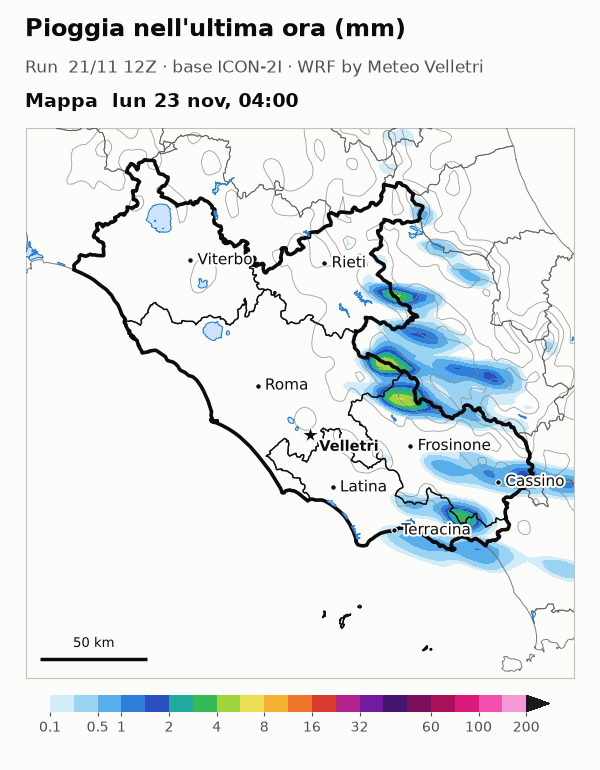 Pioggia nell'ultima ora (mm)
Run  21/11 12Z · base ICON-2I · WRF by Meteo Velletri
Mappa  lun 23 nov, 04:00
Viterbo
Rieti
Roma
Velletri
Frosinone
Latina
Cassino
Terracina
50 km
0.1 0.5 1 2 4 8 16 32 60 100 200